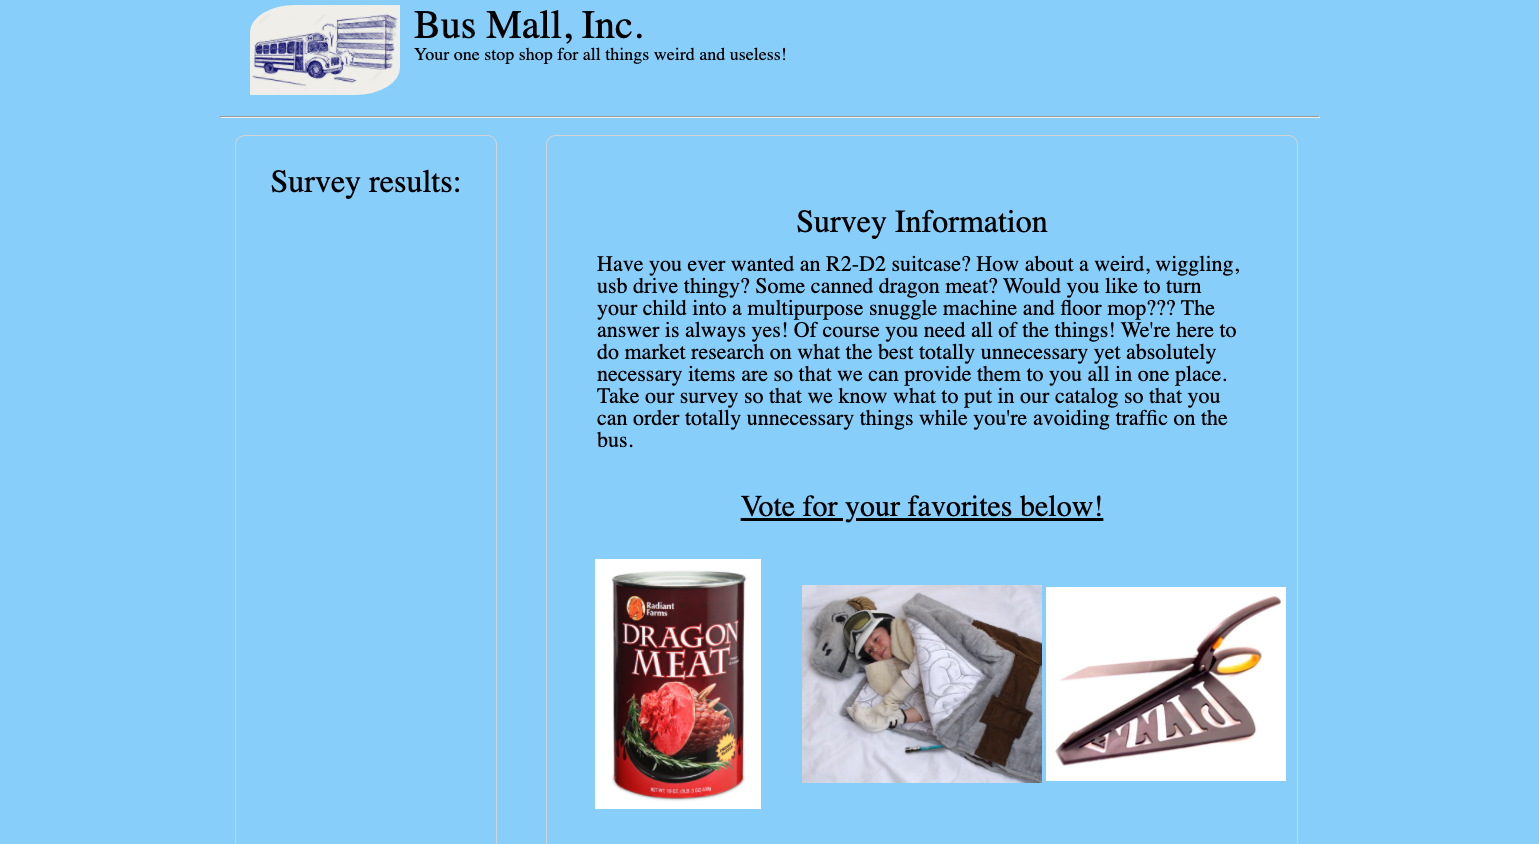 Bus Mall, Inc.
Your one stop shop for all things weird and useless!
Survey results:
Survey Information
Have you ever wanted an R2-D2 suitcase? How about a weird, wiggling,
usb drive thingy? Some canned dragon meat? Would you like to turn
your child into a multipurpose snuggle machine and floor mop??? The
answer is always yes! Of course you need all of the things! We're here to
do market research on what the best totally unnecessary yet absolutely
necessary items are so that we can provide them to you all in one place.
Take our survey so that we know what to put in our catalog so that you
can order totally unnecessary things while you're avoiding traffic on the
bus.
Vote for your favorites below!
Radiant
Farms
DRAGON
MEAT
PIZZA